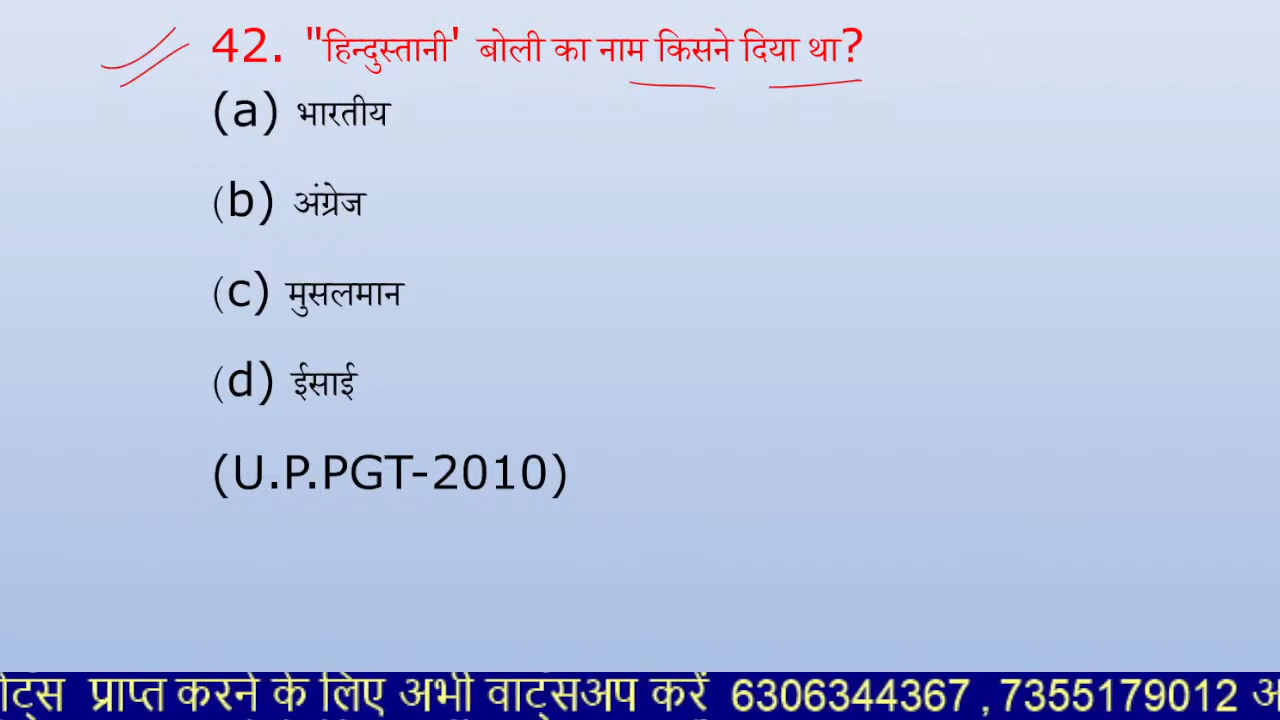 42. "हिन्दुस्तानी' बोली का नाम किसने दिया था?
(a) भारतीय
(b) अंग्रेज
(c) मुसलमान
(d) ईसाई
(U.P.PGT-2010)
प्राप्त करने के लिए अभी वाट्सअप करें 6306344367 , 7355179012